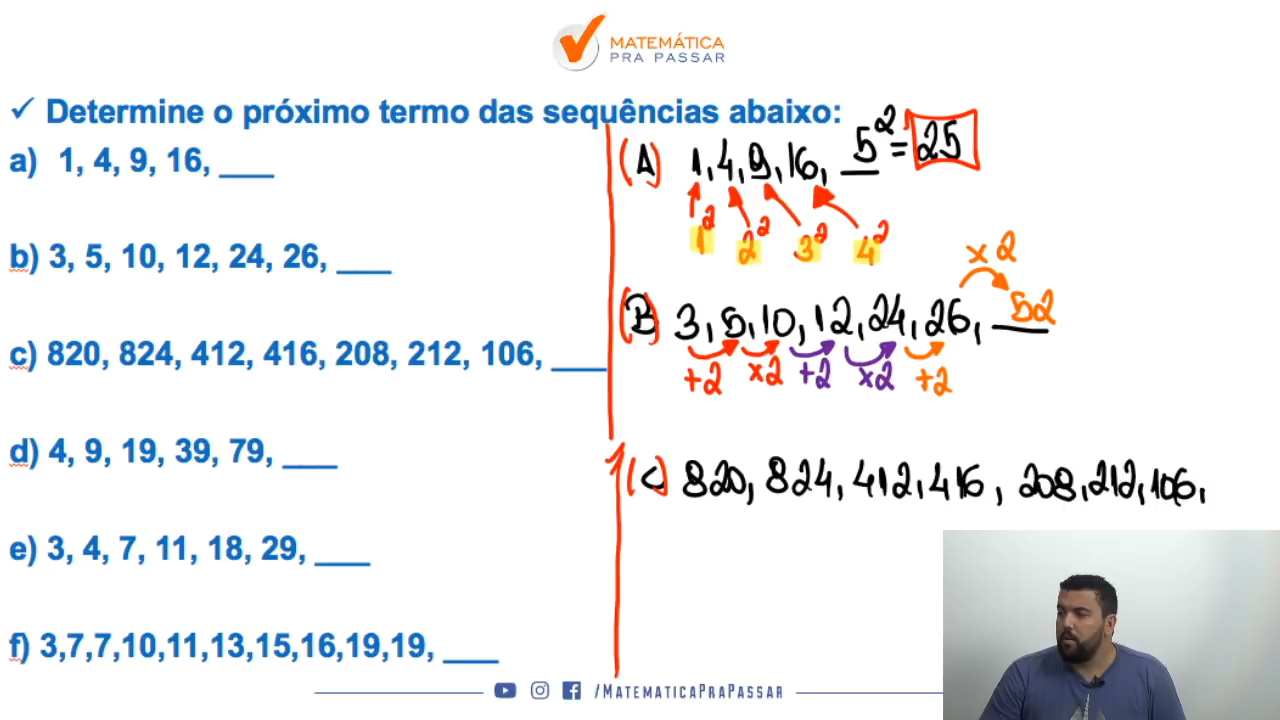 MATEMÁTICA
PRA PASSAR
✓ Determine o próximo termo das sequências abaixo:
a) 1, 4, 9, 16, ___
b) 3, 5, 10, 12, 24, 26, ___
c) 820, 824, 412, 416, 208, 212, 106, ___
d) 4, 9, 19, 39, 79, ___
e) 3, 4, 7, 11, 18, 29, ___
f) 3,7,7,10,11,13,15,16,19,19, ___
(A) 1, 4, 9, 16, 5² = 25
1² 2² 3² 4²
x2
(B) 3, 5, 10, 12, 24, 26, 52
+2 x2 +2 x2 +2
(C) 820, 824, 412, 416, 208, 212, 106,
/MATEMATICAPRAPASSAR